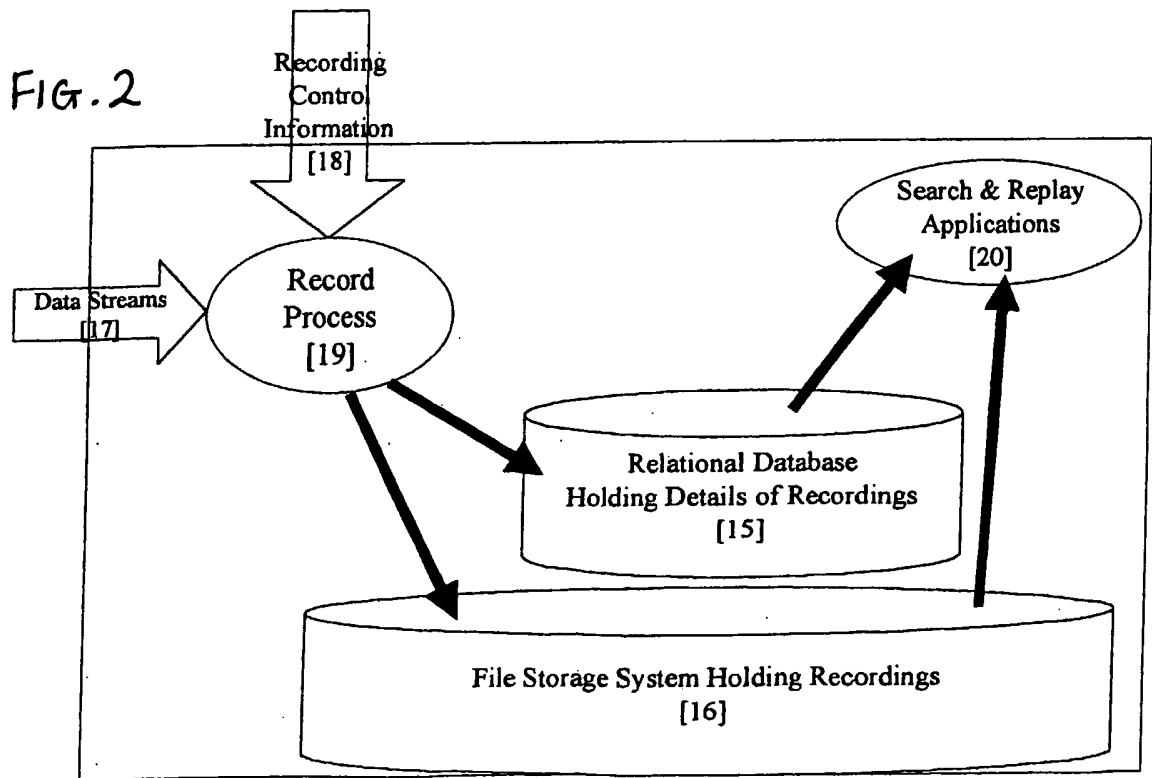 FIG. 2
Recording
Control
Information
[18]
Search & Replay
Applications
[20]
Record
Process
[19]
Data Streams
[17]
Relational Database
Holding Details of Recordings
[15]
File Storage System Holding Recordings
[16]